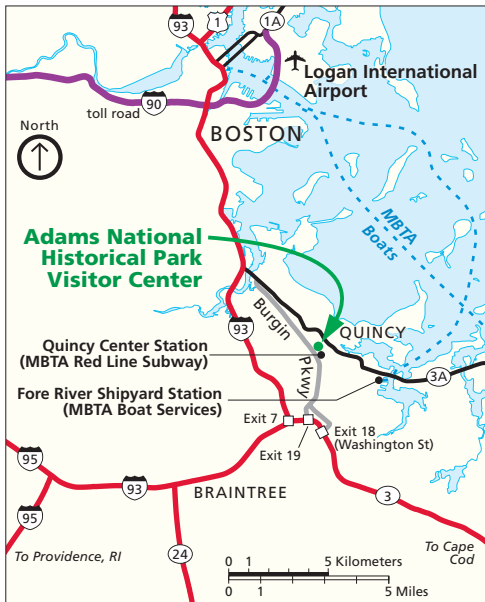 93
1
1A
Logan International
Airport
90
toll road
North
BOSTON
MBTA
Boats
Adams National
Historical Park
Visitor Center
93
Burgin
Pkwy
QUINCY
Quincy Center Station
(MBTA Red Line Subway)
3A
Fore River Shipyard Station
(MBTA Boat Services)
Exit 7
Exit 18
(Washington St)
Exit 19
95
93
BRAINTREE
3
95
To Providence, RI
24
To Cape
Cod
0 1 5 Kilometers
0 1 5 Miles